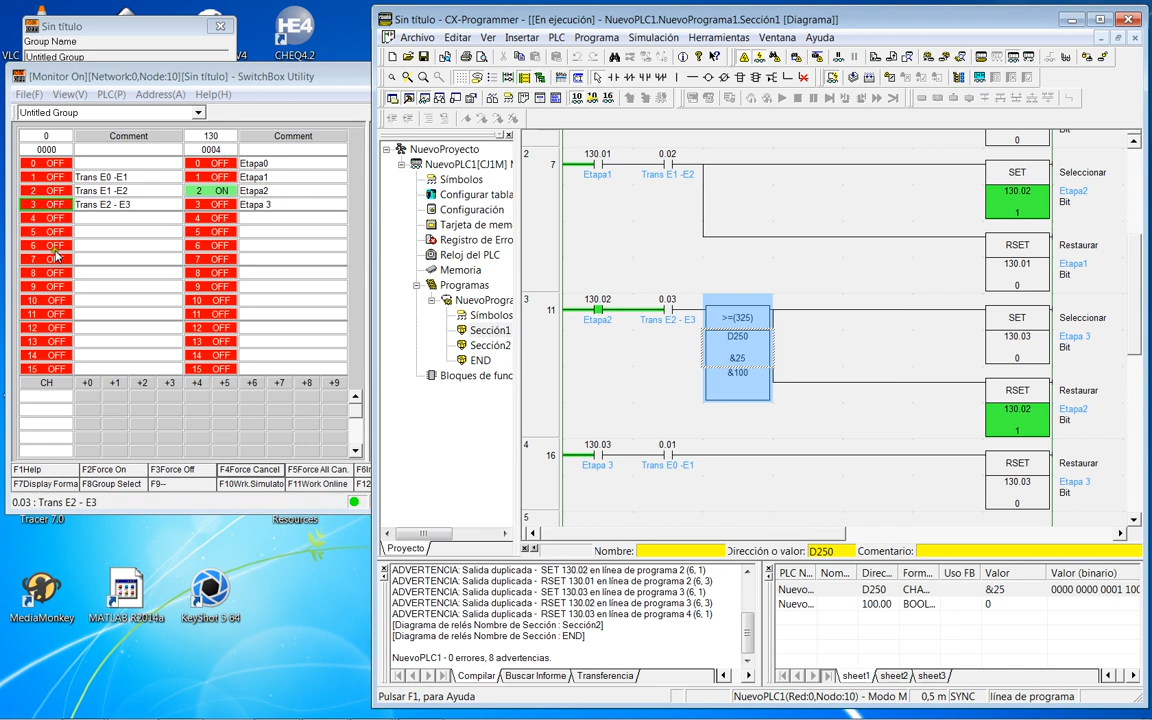 Sin título
Group Name
Untitled Group
VLC
V4
CHEQ4.2
[Monitor On][Network:0,Node:10][Sin título] - SwitchBox Utility
File(F) View(V) PLC(P) Address(A) Help(H)
Untitled Group
0 Comment 130 Comment
0000 0004
0 OFF 0 OFF Etapa0
1 OFF Trans E0 -E1 1 OFF Etapa1
2 OFF Trans E1 -E2 2 ON Etapa2
3 OFF Trans E2 - E3 3 OFF Etapa 3
4 OFF 4 OFF
5 OFF 5 OFF
6 OFF 6 OFF
7 OFF 7 OFF
8 OFF 8 OFF
9 OFF 9 OFF
10 OFF 10 OFF
11 OFF 11 OFF
12 OFF 12 OFF
13 OFF 13 OFF
14 OFF 14 OFF
15 OFF 15 OFF
CH +0 +1 +2 +3 +4 +5 +6 +7 +8 +9
F1Help F2Force On F3Force Off F4Force Cancel F5Force All Can.
F7Display Forma F8Group Select F9-- F10Wrk.Simulato F11Work Online F12
0.03 : Trans E2 - E3
Tracer 7.0
Resources
MediaMonkey
MATLAB R2014a
KeyShot 5 64
Sin título - CX-Programmer - [[En ejecución] - NuevoPLC1.NuevoPrograma1.Sección1 [Diagrama]]
Archivo Editar Ver Insertar PLC Programa Simulación Herramientas Ventana Ayuda
10 10 16
NuevoProyecto
NuevoPLC1[CJ1M] M
Símbolos
Configurar tabla
Configuración
Tarjeta de mem
Registro de Erro
Reloj del PLC
Memoria
Programas
NuevoProgra
Símbolos
Sección1
Sección2
END
Bloques de func
Proyecto
Bit
0
2
7
130.01 0.02
Etapa1 Trans E1 -E2
SET Seleccionar
130.02 Etapa2
1 Bit
RSET Restaurar
130.01 Etapa1
0 Bit
3
11
130.02 0.03
Etapa2 Trans E2 - E3
>=(325)
D250
&25
&100
SET Seleccionar
130.03 Etapa 3
0 Bit
RSET Restaurar
130.02 Etapa2
1 Bit
4
16
130.03 0.01
Etapa 3 Trans E0 -E1
RSET Restaurar
130.03 Etapa 3
0 Bit
5
Nombre: Dirección o valor: D250 Comentario:
ADVERTENCIA: Salida duplicada - SET 130.02 en línea de programa 2 (6, 1)
ADVERTENCIA: Salida duplicada - RSET 130.01 en línea de programa 2 (6, 3)
ADVERTENCIA: Salida duplicada - SET 130.03 en línea de programa 3 (6, 1)
ADVERTENCIA: Salida duplicada - RSET 130.02 en línea de programa 3 (6, 3)
ADVERTENCIA: Salida duplicada - RSET 130.03 en línea de programa 4 (6, 1)
[Diagrama de relés Nombre de Sección : Sección2]
[Diagrama de relés Nombre de Sección : END]
NuevoPLC1 - 0 errores, 8 advertencias.
Compilar Buscar Informe Transferencia
PLC N... Nom... Direc... Form... Uso FB Valor Valor (binario)
Nuevo... D250 CHA... &25 0000 0000 0001 100
Nuevo... 100.00 BOOL... 0
sheet1 sheet2 sheet3
Pulsar F1, para Ayuda
NuevoPLC1(Red:0,Nodo:10) - Modo M 0,5 m SYNC línea de programa